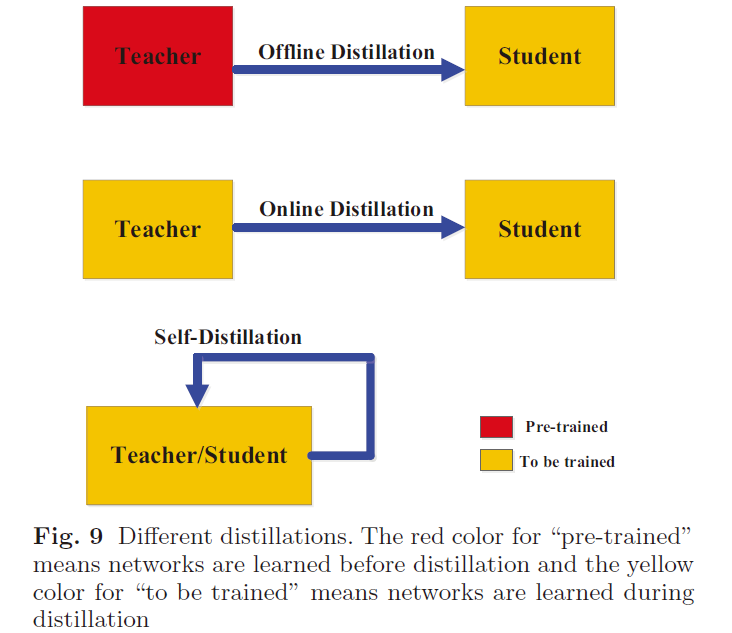 Teacher
Offline Distillation
Student
Teacher
Online Distillation
Student
Self-Distillation
Teacher/Student
Pre-trained
To be trained
Fig. 9 Different distillations. The red color for “pre-trained”
means networks are learned before distillation and the yellow
color for “to be trained” means networks are learned during
distillation